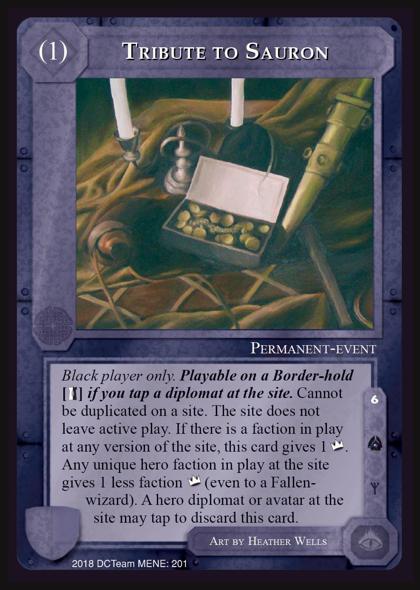 (1)
TRIBUTE TO SAURON
PERMANENT-EVENT
Black player only. Playable on a Border-hold
[] if you tap a diplomat at the site. Cannot
be duplicated on a site. The site does not
leave active play. If there is a faction in play
at any version of the site, this card gives 1 .
Any unique hero faction in play at the site
gives 1 less faction (even to a Fallen-
wizard). A hero diplomat or avatar at the
site may tap to discard this card.
6
ART BY HEATHER WELLS
2018 DCTeam MENE: 201